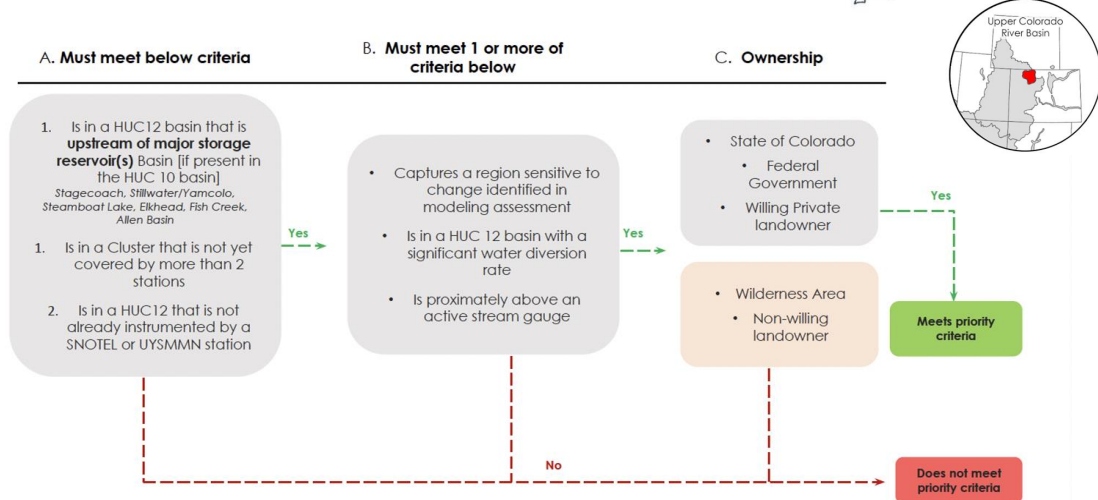 A. Must meet below criteria
1. Is in a HUC12 basin that is
upstream of major storage
reservoir(s) Basin [if present in
the HUC 10 basin]
Stagecoach, Stillwater/Yamcolo,
Steamboat Lake, Elkhead, Fish Creek,
Allen Basin
1. Is in a Cluster that is not yet
covered by more than 2
stations
2. Is in a HUC12 that is not
already instrumented by a
SNOTEL or UYSMMN station
Yes
B. Must meet 1 or more of
criteria below
• Captures a region sensitive to
change identified in
modeling assessment
• Is in a HUC 12 basin with a
significant water diversion
rate
• Is proximately above an
active stream gauge
Yes
C. Ownership
• State of Colorado
• Federal
Government
• Willing Private
landowner
• Wilderness Area
• Non-willing
landowner
Yes
Upper Colorado
River Basin
Meets priority
criteria
No
Does not meet
priority criteria